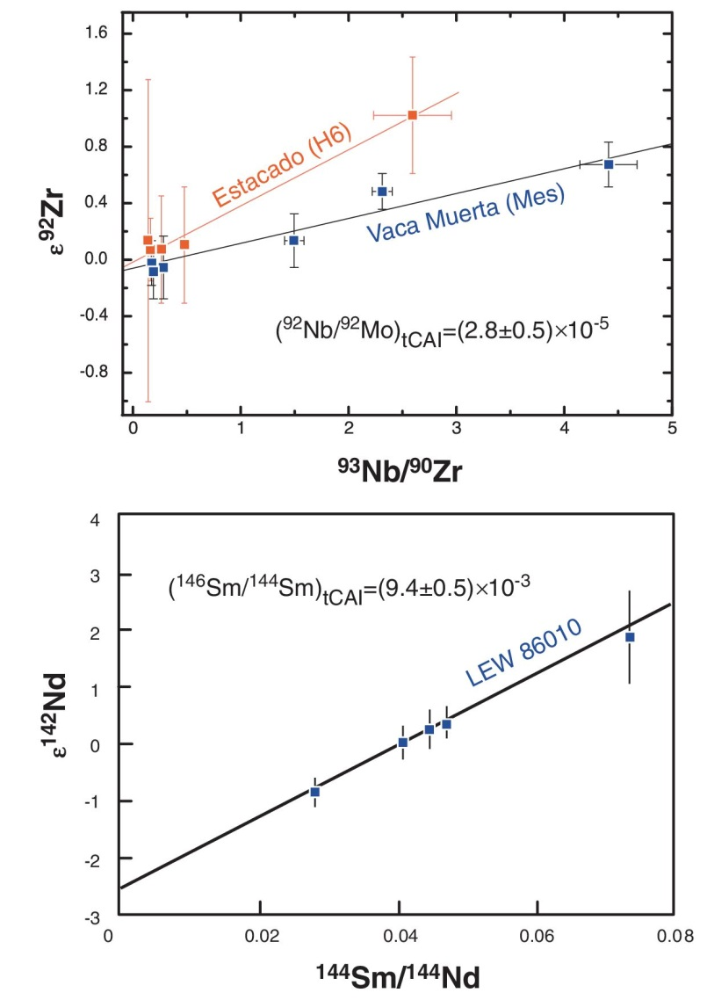 1.6
1.2
0.8
0.4
0.0
-0.4
-0.8
ε⁹²Zr
Estacado (H6)
Vaca Muerta (Mes)
(⁹²Nb/⁹²Mo)tCAI=(2.8±0.5)×10⁻⁵
0 1 2 3 4 5
⁹³Nb/⁹⁰Zr
4
3
2
1
0
-1
-2
-3
ε¹⁴²Nd
(¹⁴⁶Sm/¹⁴⁴Sm)tCAI=(9.4±0.5)×10⁻³
LEW 86010
0 0.02 0.04 0.06 0.08
¹⁴⁴Sm/¹⁴⁴Nd